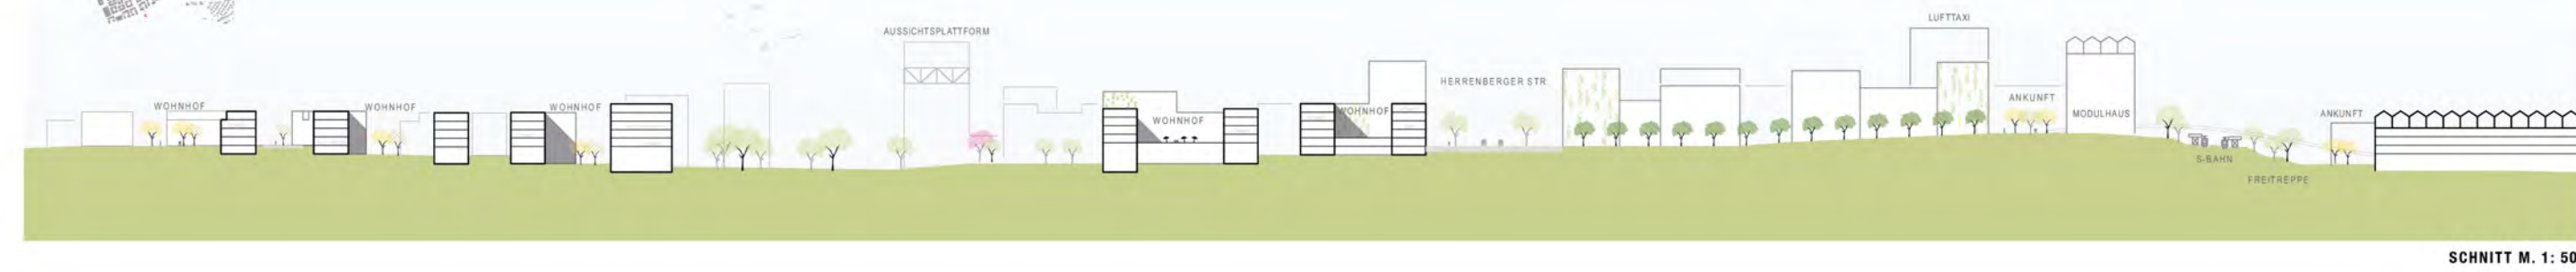 LUFTTAXI
AUSSICHTSPLATTFORM
HERRENBERGER STR.
ANKUNFT
WOHNHOF
WOHNHOF
WOHNHOF
WOHNHOF
WOHNHOF
MODULHAUS
ANKUNFT
S-BAHN
FREITREPPE
SCHNITT M. 1: 50